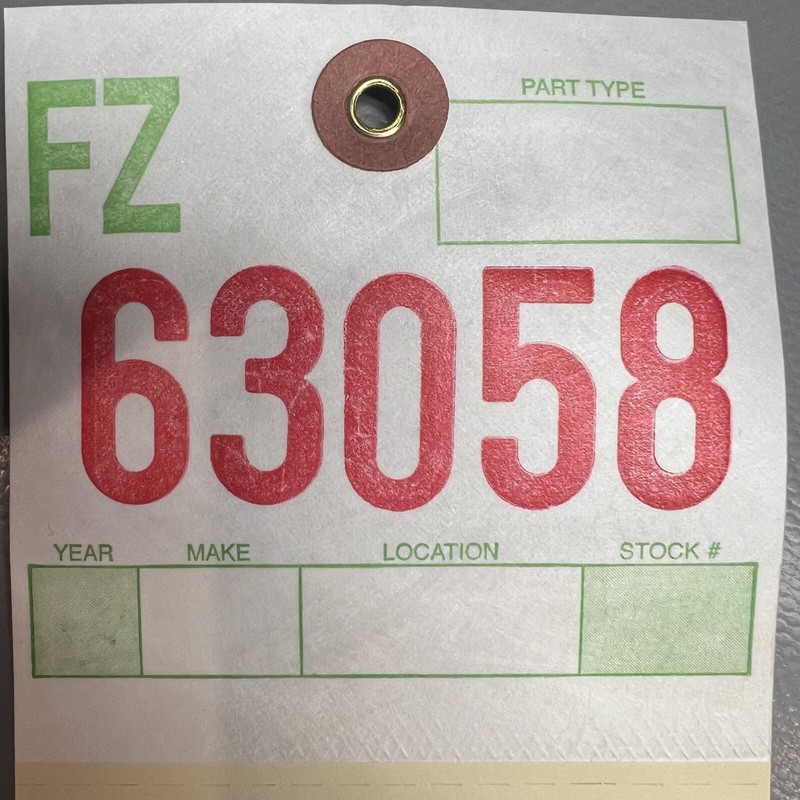 FZ
PART TYPE
63058
YEAR MAKE LOCATION STOCK #